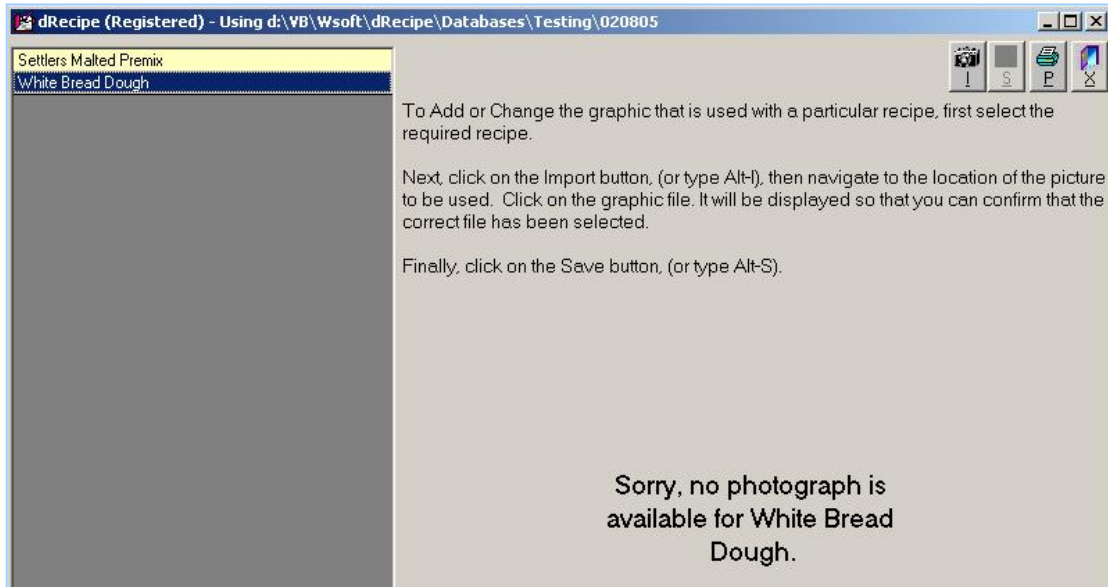 dRecipe (Registered) - Using d:\VB\Wsoft\dRecipe\Databases\Testing\020805
Settlers Malted Premix
White Bread Dough
I S P X
To Add or Change the graphic that is used with a particular recipe, first select the
required recipe.
Next, click on the Import button, (or type Alt-I), then navigate to the location of the picture
to be used. Click on the graphic file. It will be displayed so that you can confirm that the
correct file has been selected.
Finally, click on the Save button, (or type Alt-S).
Sorry, no photograph is
available for White Bread
Dough.